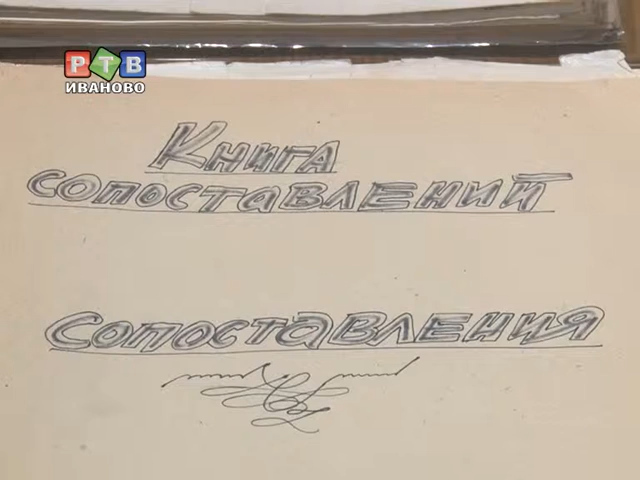 РТВ
ИВАНОВО
Книга
сопоставлений
Сопоставления